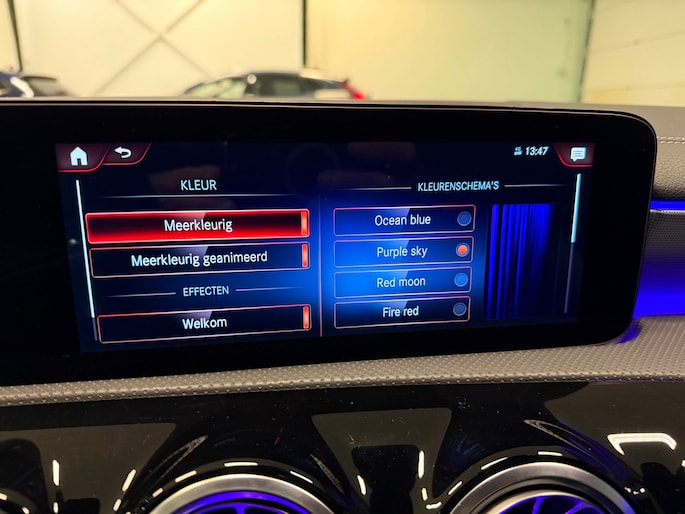 13:47
KLEUR
Meerkleurig
Meerkleurig geanimeerd
EFFECTEN
Welkom
KLEURENSCHEMA'S
Ocean blue
Purple sky
Red moon
Fire red